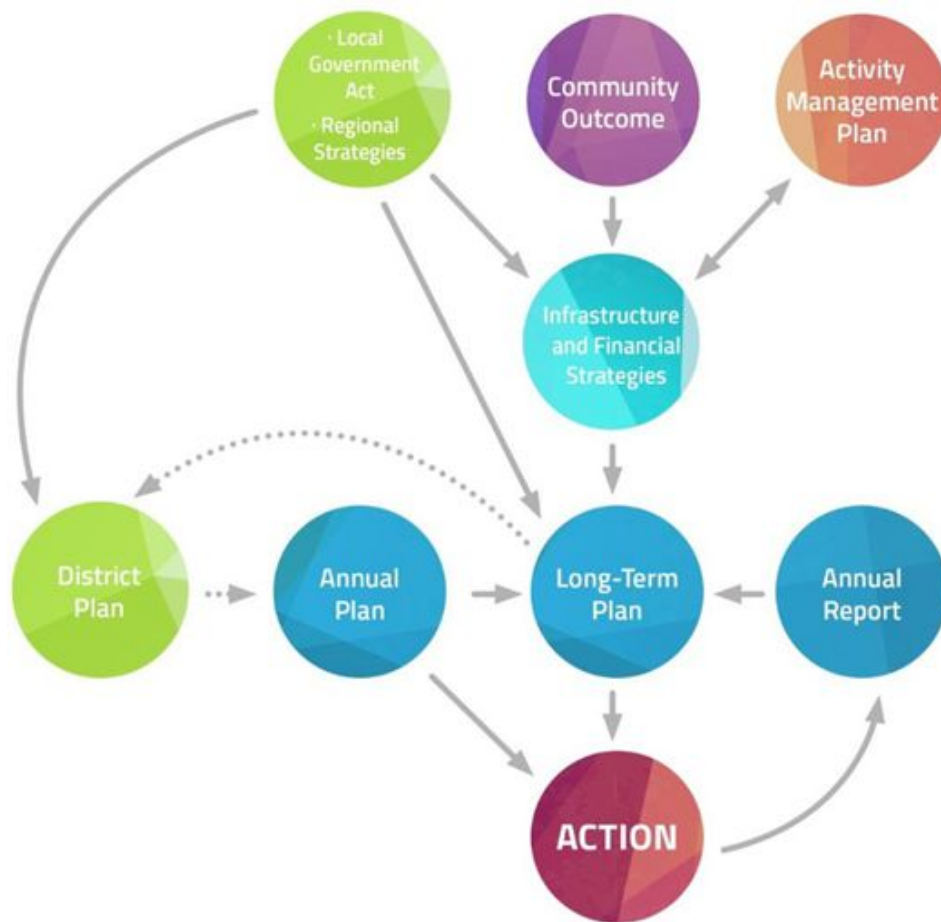 · Local
Government
Act
· Regional
Strategies
Community
Outcome
Activity
Management
Plan
Infrastructure
and Financial
Strategies
District
Plan
Annual
Plan
Long-Term
Plan
Annual
Report
ACTION